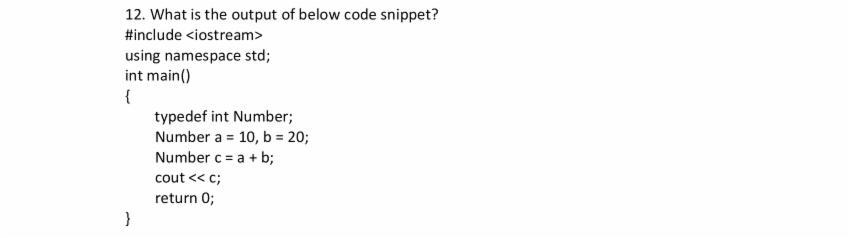 12. What is the output of below code snippet?
#include <iostream>
using namespace std;
int main()
{
typedef int Number;
Number a = 10, b = 20;
Number c = a + b;
cout << c;
return 0;
}